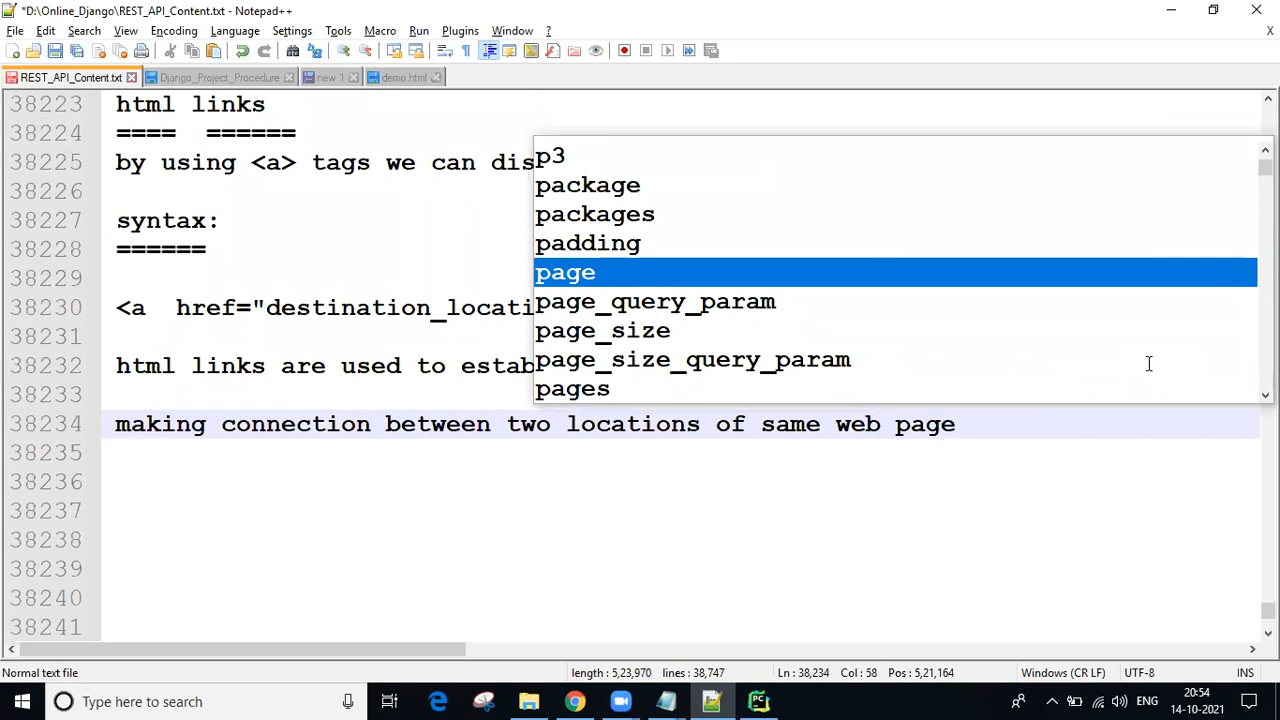 *D:\Online_Django\REST_API_Content.txt - Notepad++
File Edit Search View Encoding Language Settings Tools Macro Run Plugins Window ?
X
REST_API_Content.txt Django_Project_Procedure new 1 demo.html
38223 html links
38224 ==== ======
38225 by using <a> tags we can dis
38226
38227 syntax:
38228 ======
38229
38230 <a href="destination_locati
38231
38232 html links are used to estab
38233
38234 making connection between two locations of same web page
38235
38236
38237
38238
38239
38240
38241
p3
package
packages
padding
page
page_query_param
page_size
page_size_query_param
pages
Normal text file length : 5,23,970 lines : 38,747 Ln : 38,234 Col : 58 Pos : 5,21,164 Windows (CR LF) UTF-8 INS
Type here to search ENG 20:54
14-10-2021